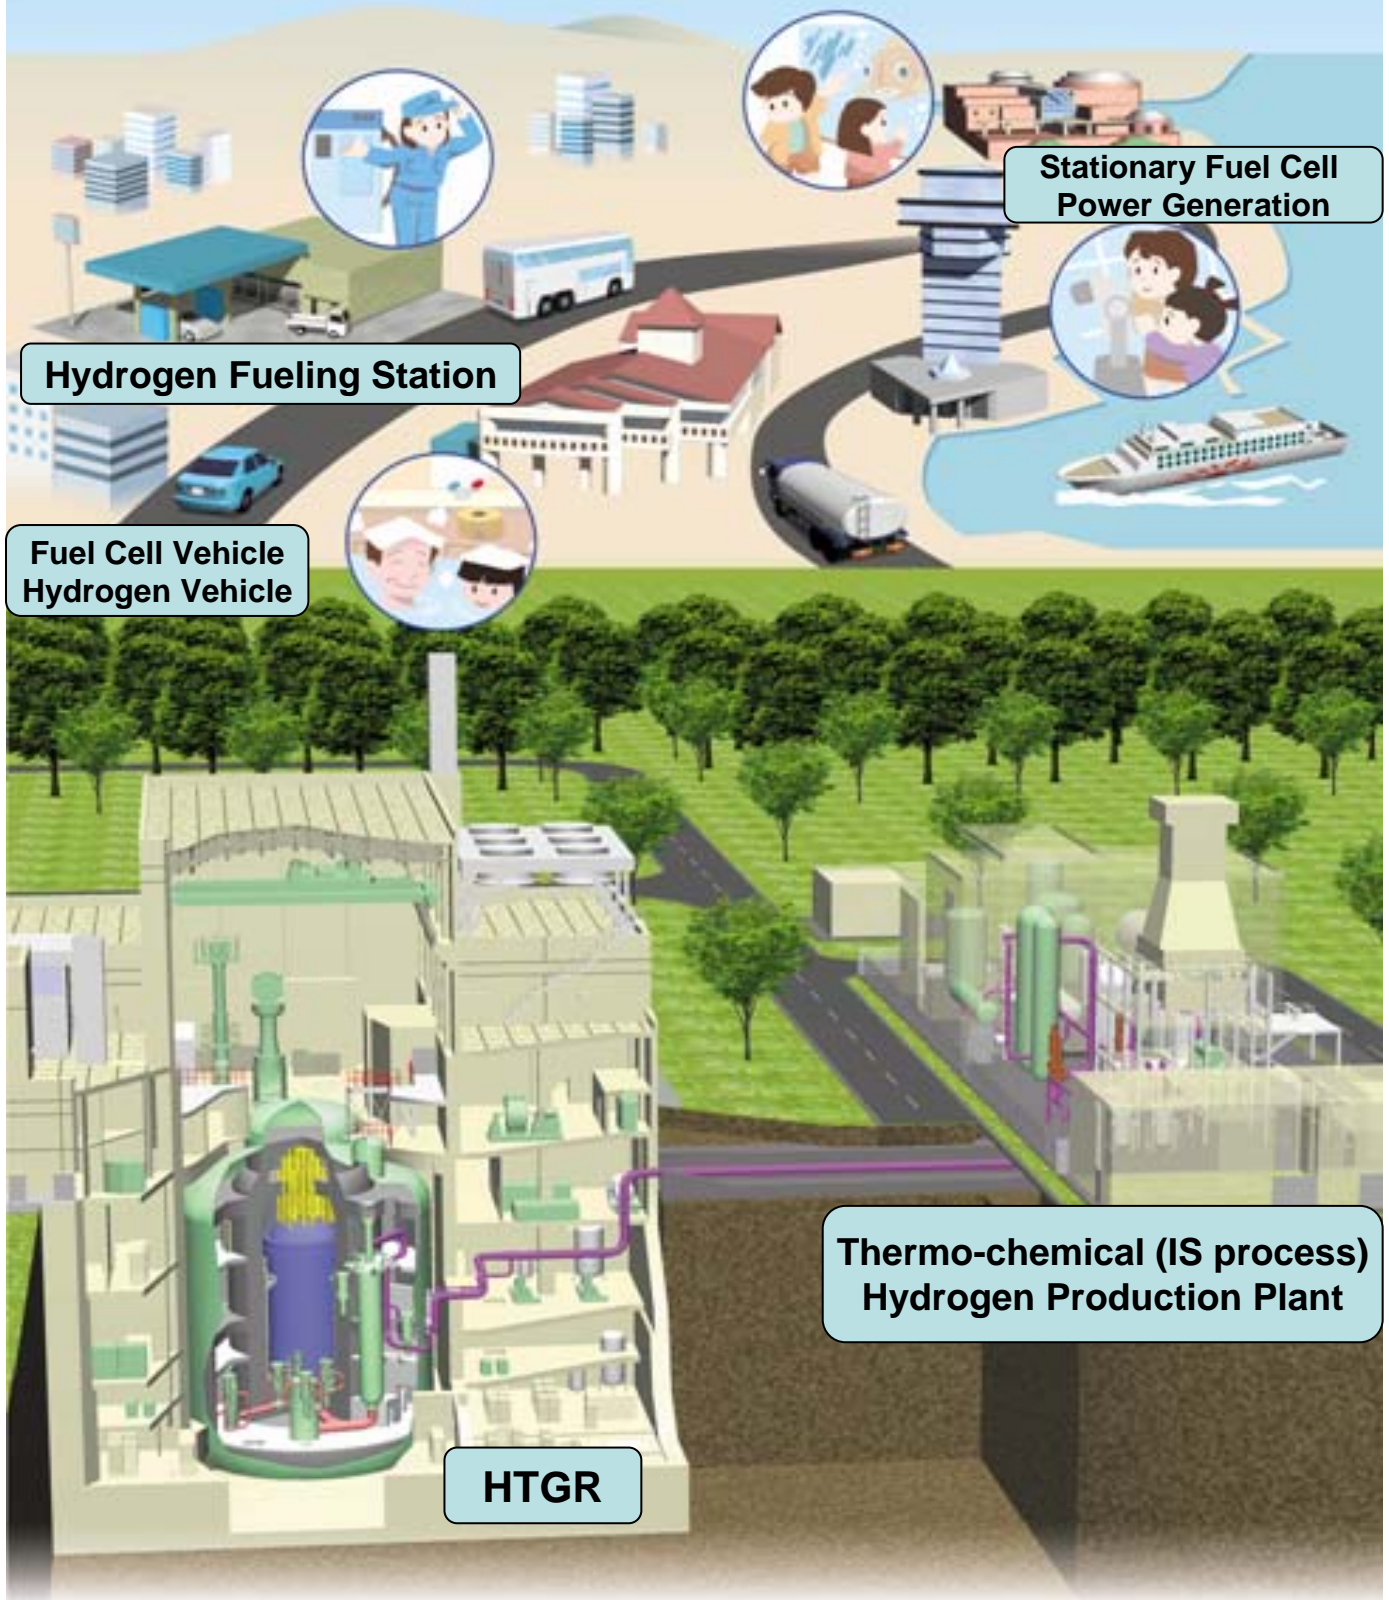 Stationary Fuel Cell
Power Generation
Hydrogen Fueling Station
Fuel Cell Vehicle
Hydrogen Vehicle
Thermo-chemical (IS process)
Hydrogen Production Plant
HTGR